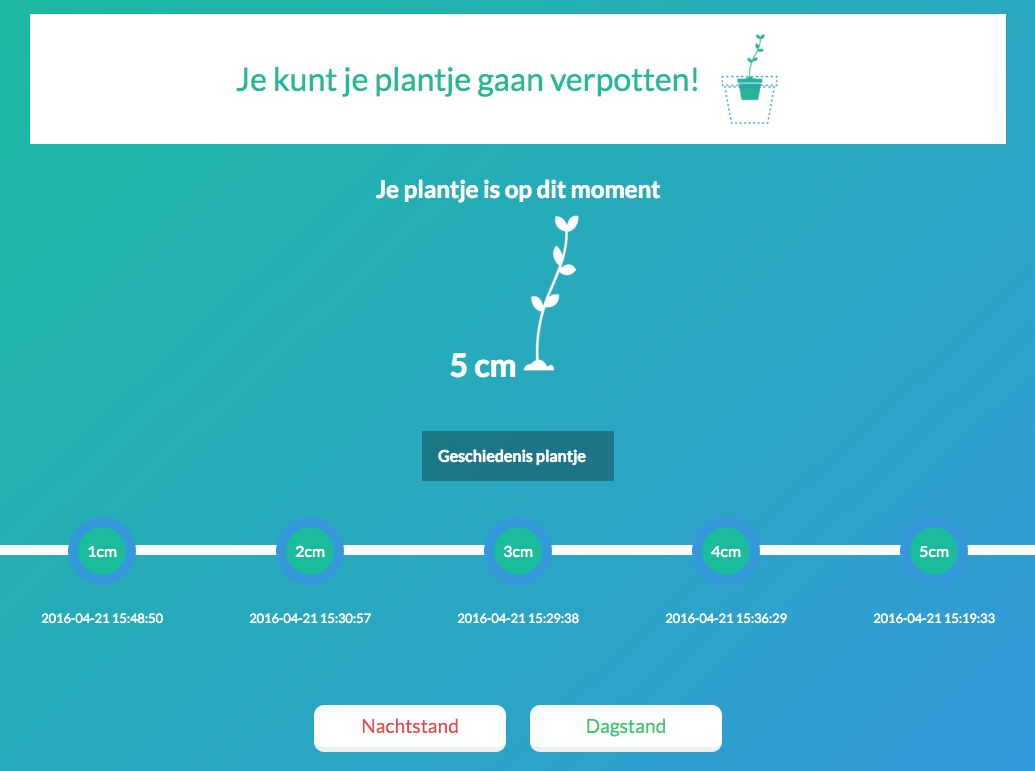 Je kunt je plantje gaan verpotten!
Je plantje is op dit moment
5 cm
Geschiedenis plantje
1cm 2cm 3cm 4cm 5cm
2016-04-21 15:48:50 2016-04-21 15:30:57 2016-04-21 15:29:38 2016-04-21 15:36:29 2016-04-21 15:19:33
Nachtstand Dagstand